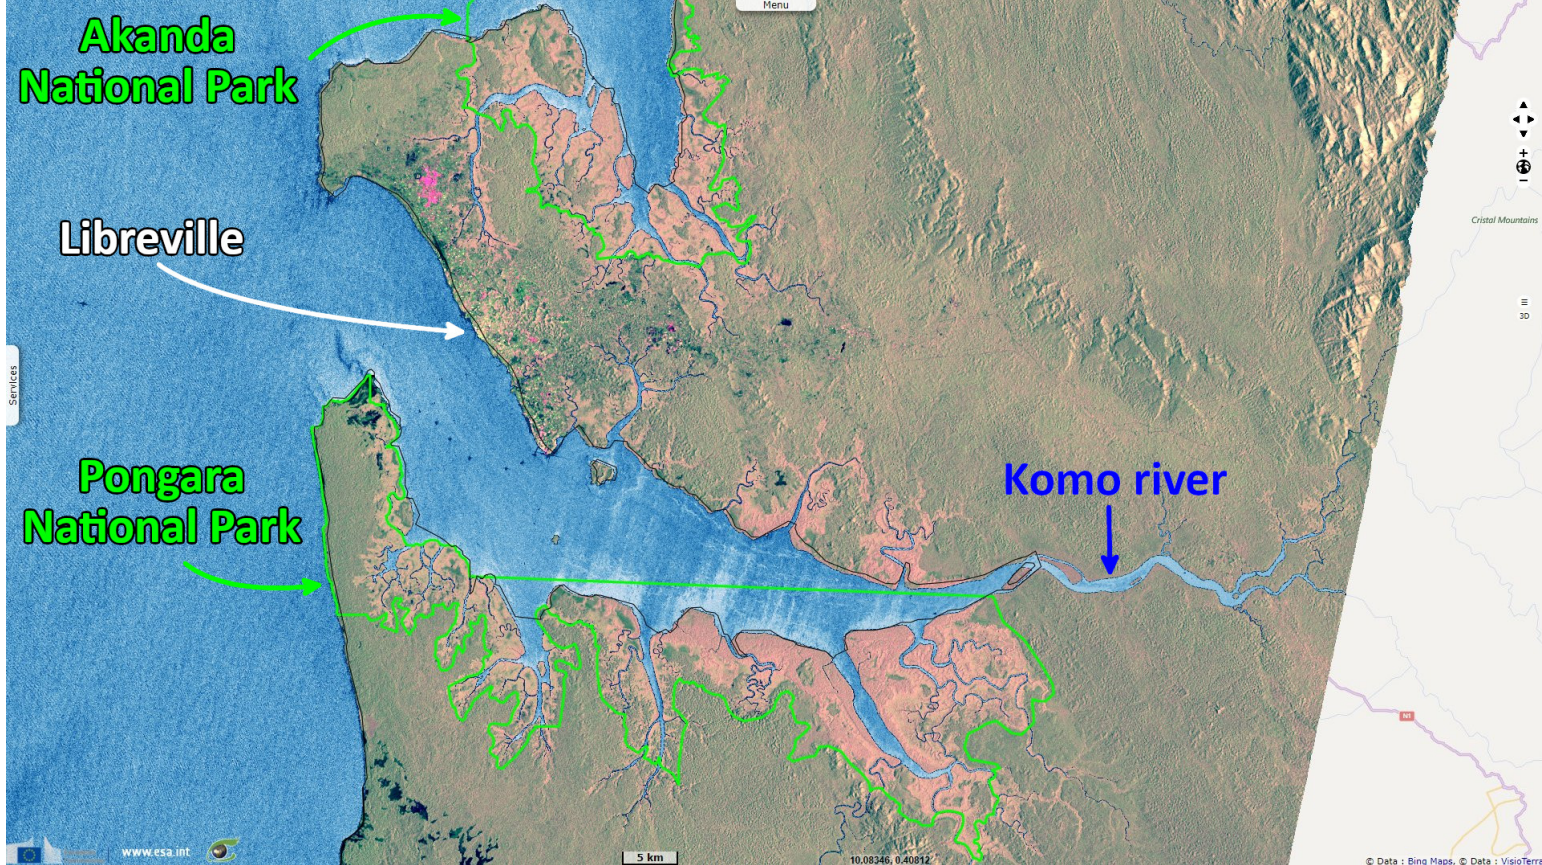 Menu
Akanda
National Park
Cristal Mountains
Libreville
3D
Services
Pongara
National Park
Komo river
N1
www.esa.int
5 km
10.08346, 0.40812
© Data : Bing Maps, © Data : VisioTerra